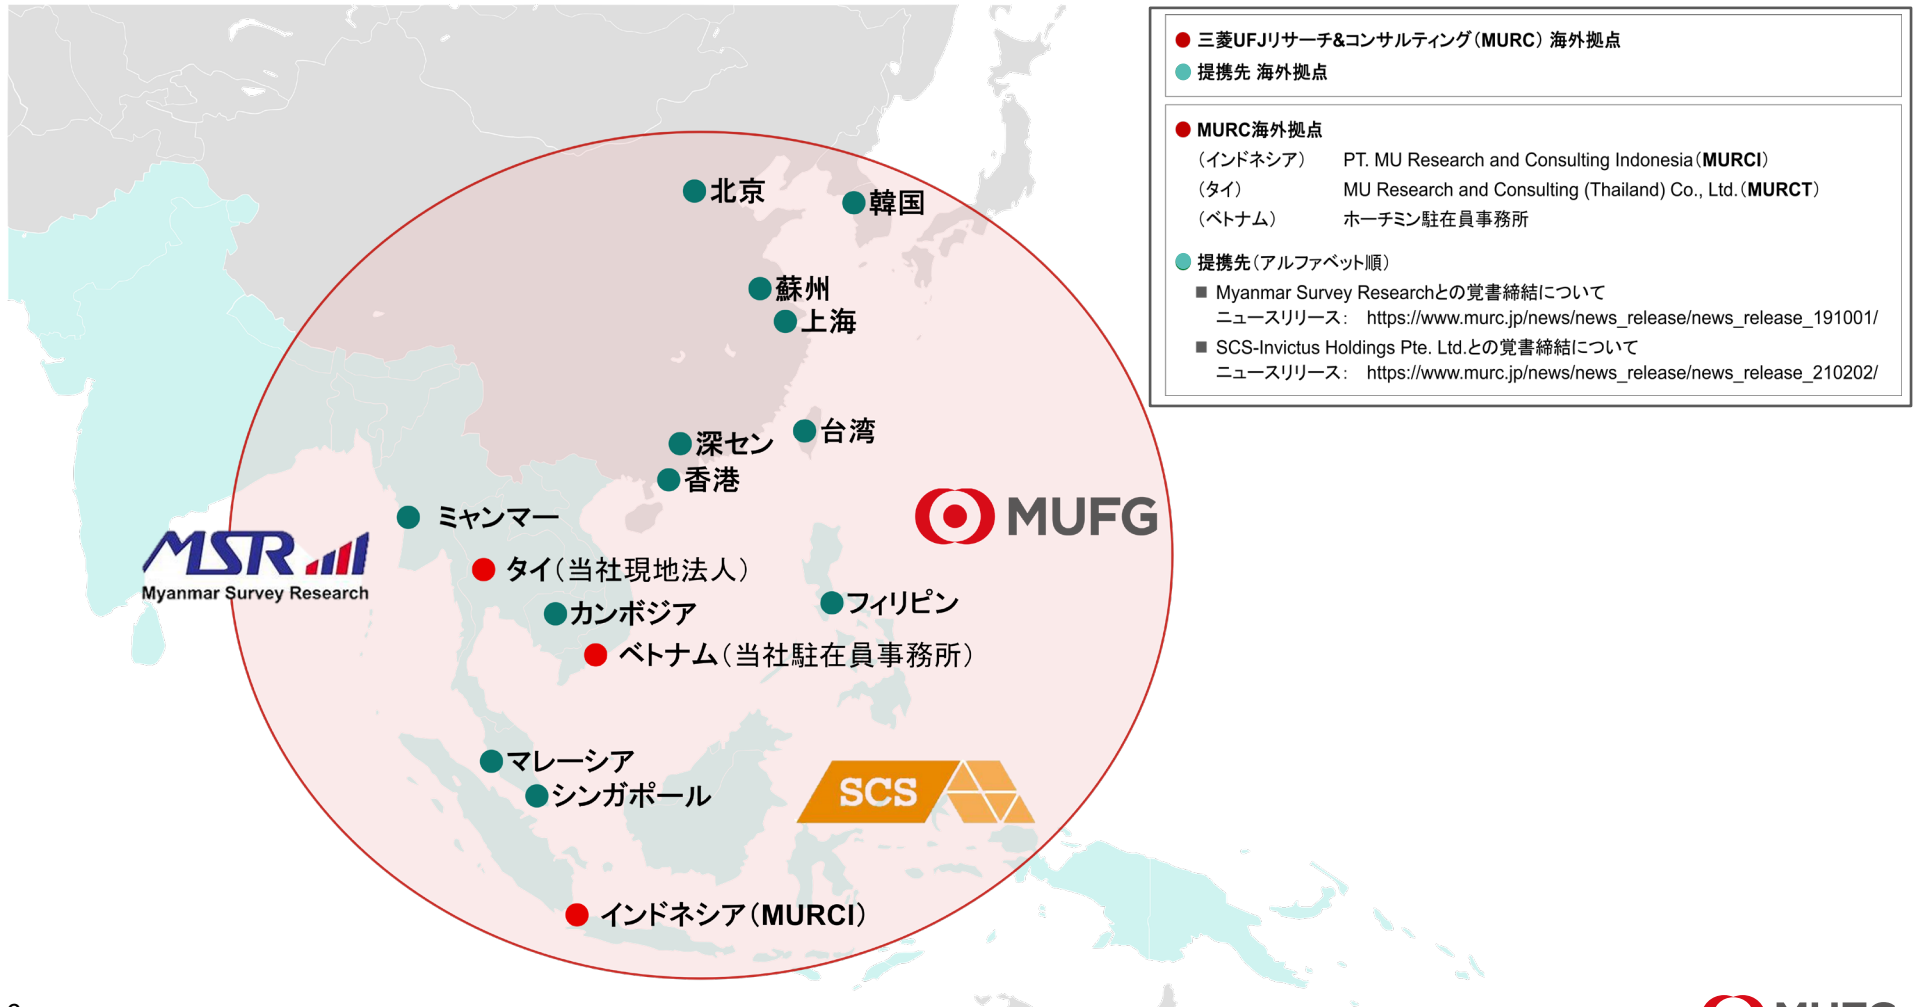 ● 三菱UFJリサーチ&コンサルティング（MURC） 海外拠点
● 提携先 海外拠点
● MURC海外拠点
（インドネシア） PT. MU Research and Consulting Indonesia（MURCI）
（タイ） MU Research and Consulting (Thailand) Co., Ltd.（MURCT）
（ベトナム） ホーチミン駐在員事務所
● 提携先（アルファベット順）
■ Myanmar Survey Researchとの覚書締結について
ニュースリリース： https://www.murc.jp/news/news_release/news_release_191001/
■ SCS-Invictus Holdings Pte. Ltd.との覚書締結について
ニュースリリース： https://www.murc.jp/news/news_release/news_release_210202/
北京
韓国
蘇州
上海
台湾
深セン
香港
ミャンマー
MUFG
MSR
Myanmar Survey Research
タイ（当社現地法人）
カンボジア
フィリピン
ベトナム（当社駐在員事務所）
マレーシア
シンガポール
SCS
インドネシア（MURCI）
MUFG